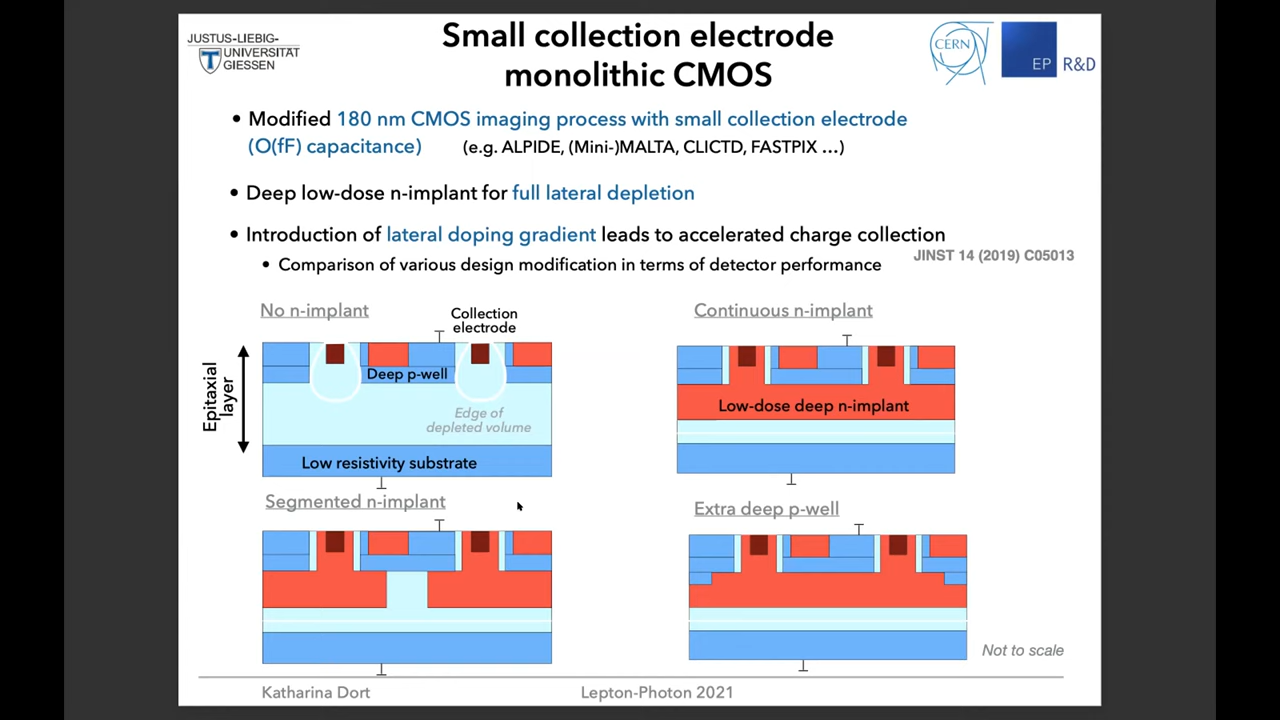 JUSTUS-LIEBIG-
UNIVERSITÄT
GIESSEN
Small collection electrode
monolithic CMOS
CERN
EP R&D
• Modified 180 nm CMOS imaging process with small collection electrode
(O(fF) capacitance) (e.g. ALPIDE, (Mini-)MALTA, CLICTD, FASTPIX …)
• Deep low-dose n-implant for full lateral depletion
• Introduction of lateral doping gradient leads to accelerated charge collection
JINST 14 (2019) C05013
• Comparison of various design modification in terms of detector performance
No n-implant
Collection
electrode
Epitaxial
layer
Deep p-well
Edge of
depleted volume
Low resistivity substrate
Continuous n-implant
Low-dose deep n-implant
Segmented n-implant
Extra deep p-well
Not to scale
Katharina Dort
Lepton-Photon 2021